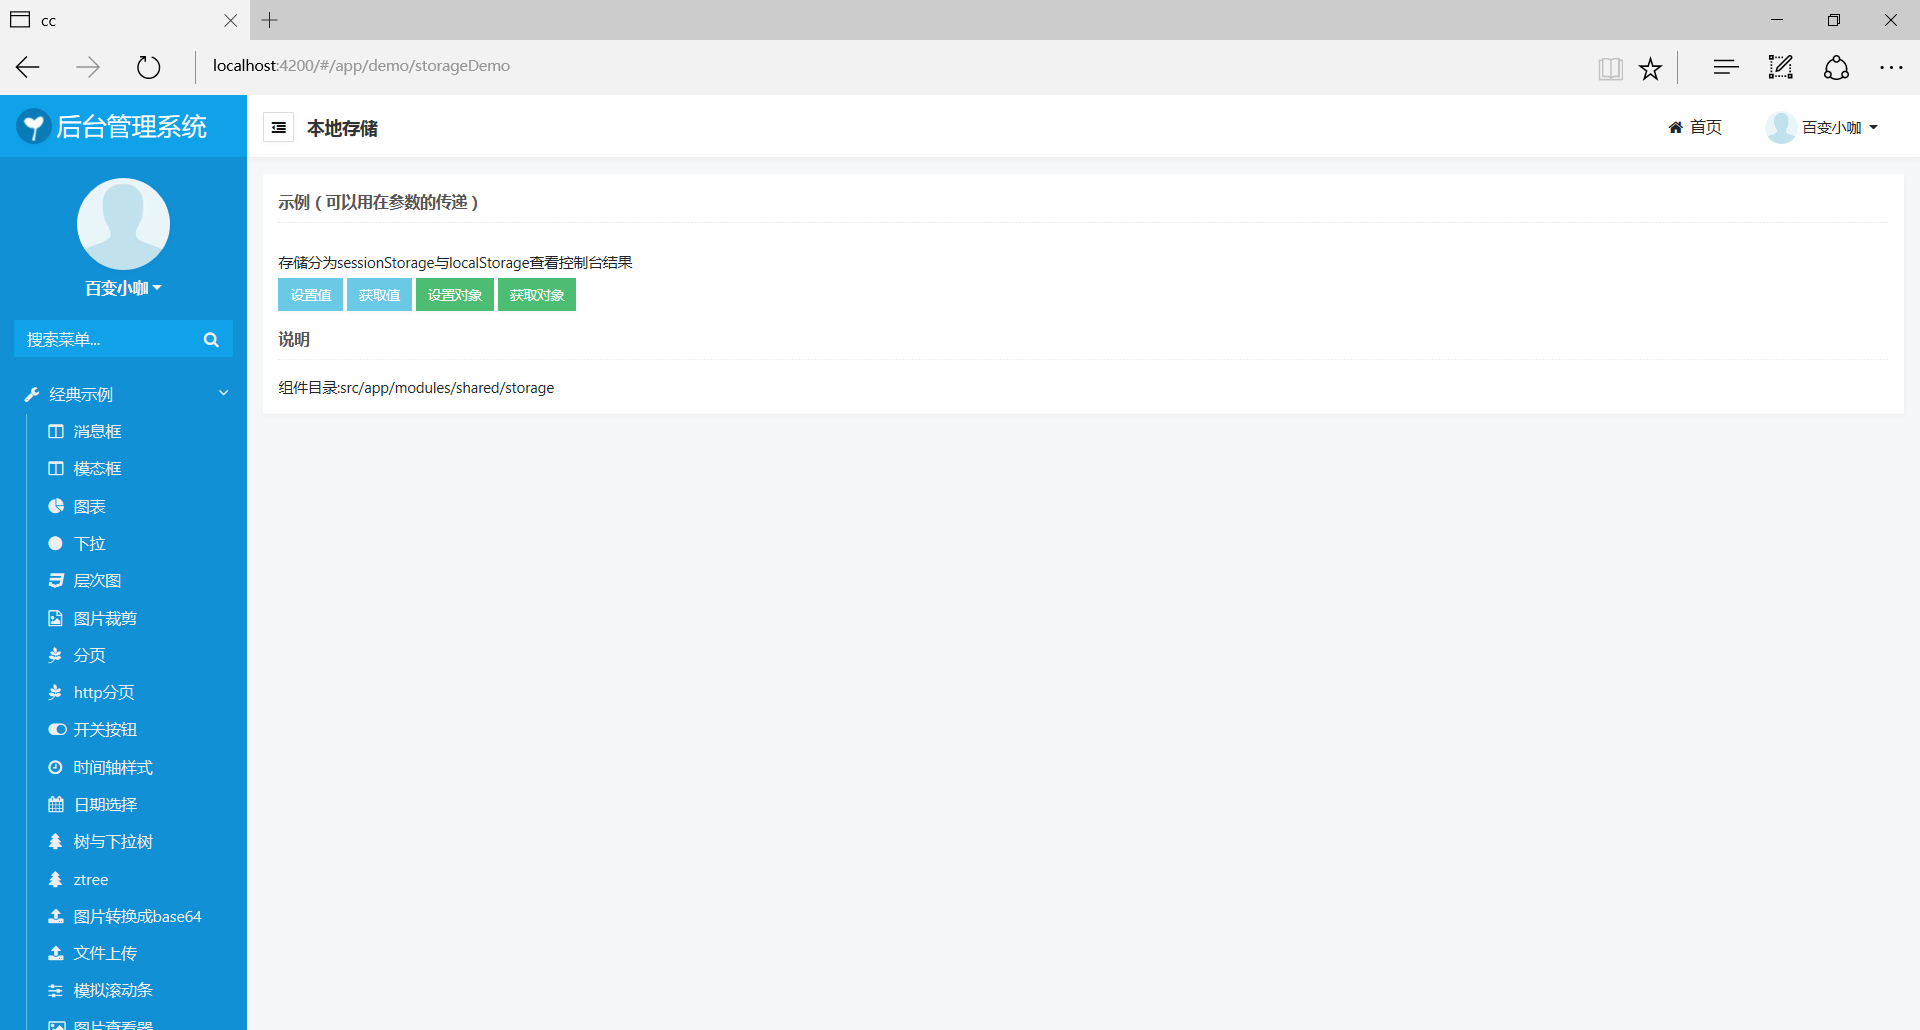 cc
localhost:4200/#/app/demo/storageDemo
后台管理系统
本地存储
首页
百变小咖
百变小咖
搜索菜单...
经典示例
消息框
模态框
图表
下拉
层次图
图片裁剪
分页
http分页
开关按钮
时间轴样式
日期选择
树与下拉树
ztree
图片转换成base64
文件上传
模拟滚动条
图片查看器
示例 ( 可以用在参数的传递 )
存储分为sessionStorage与localStorage查看控制台结果
设置值
获取值
设置对象
获取对象
说明
组件目录:src/app/modules/shared/storage